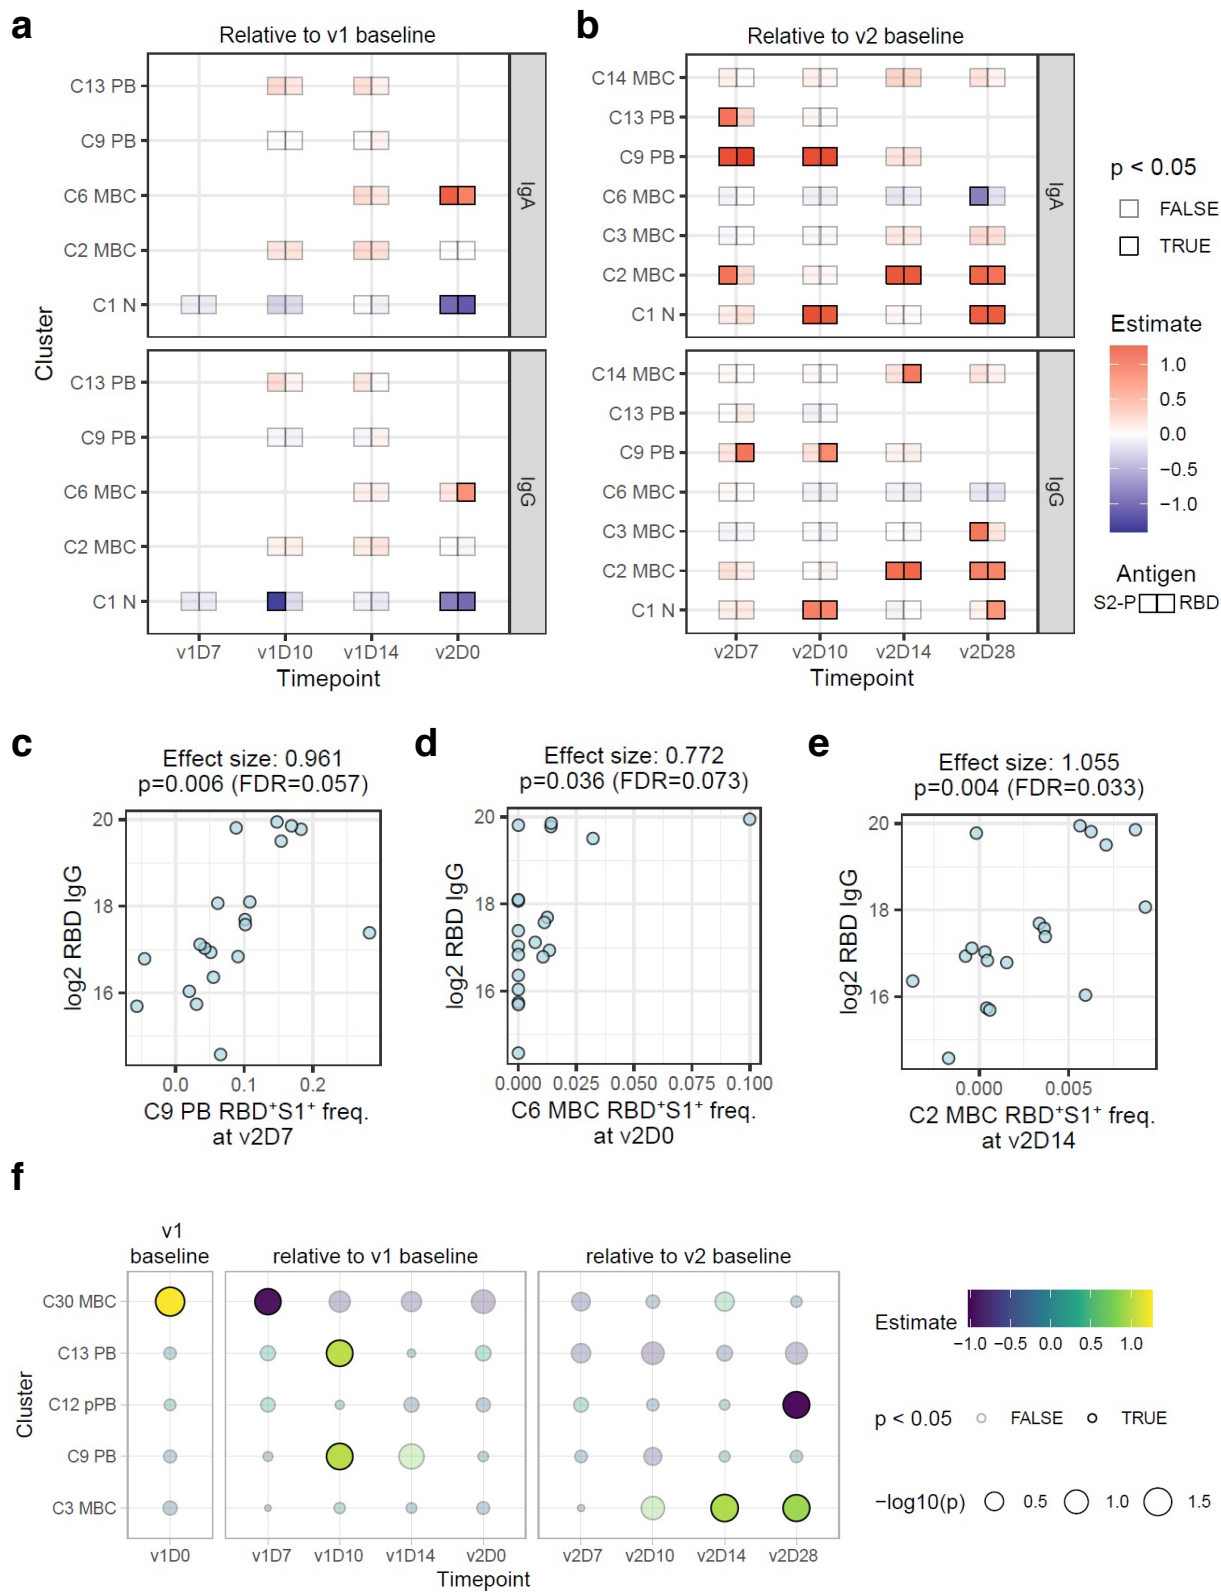 a
Relative to v1 baseline
Cluster
C13 PB
C9 PB
C6 MBC
C2 MBC
C1 N
IgA
C13 PB
C9 PB
C6 MBC
C2 MBC
C1 N
IgG
v1D7 v1D10 v1D14 v2D0
Timepoint
b
Relative to v2 baseline
C14 MBC
C13 PB
C9 PB
C6 MBC
C3 MBC
C2 MBC
C1 N
IgA
C14 MBC
C13 PB
C9 PB
C6 MBC
C3 MBC
C2 MBC
C1 N
IgG
v2D7 v2D10 v2D14 v2D28
Timepoint
p < 0.05
FALSE
TRUE
Estimate
1.0
0.5
0.0
−0.5
−1.0
Antigen
S2-P RBD
c
Effect size: 0.961
p=0.006 (FDR=0.057)
log2 RBD IgG
20
18
16
0.0 0.1 0.2
C9 PB RBD⁺S1⁺ freq.
at v2D7
d
Effect size: 0.772
p=0.036 (FDR=0.073)
log2 RBD IgG
20
18
16
0.000 0.025 0.050 0.075 0.100
C6 MBC RBD⁺S1⁺ freq.
at v2D0
e
Effect size: 1.055
p=0.004 (FDR=0.033)
log2 RBD IgG
20
18
16
0.000 0.005
C2 MBC RBD⁺S1⁺ freq.
at v2D14
f
v1
baseline
relative to v1 baseline
relative to v2 baseline
Cluster
C30 MBC
C13 PB
C12 pPB
C9 PB
C3 MBC
v1D0 v1D7 v1D10 v1D14 v2D0 v2D7 v2D10 v2D14 v2D28
Timepoint
Estimate
−1.0 −0.5 0.0 0.5 1.0
p < 0.05 FALSE TRUE
−log10(p) 0.5 1.0 1.5